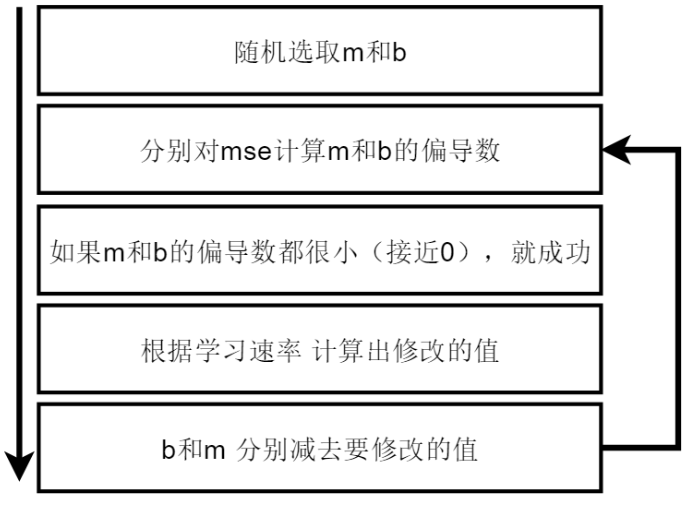 随机选取m和b
分别对mse计算m和b的偏导数
如果m和b的偏导数都很小（接近0），就成功
根据学习速率 计算出修改的值
b和m 分别减去要修改的值